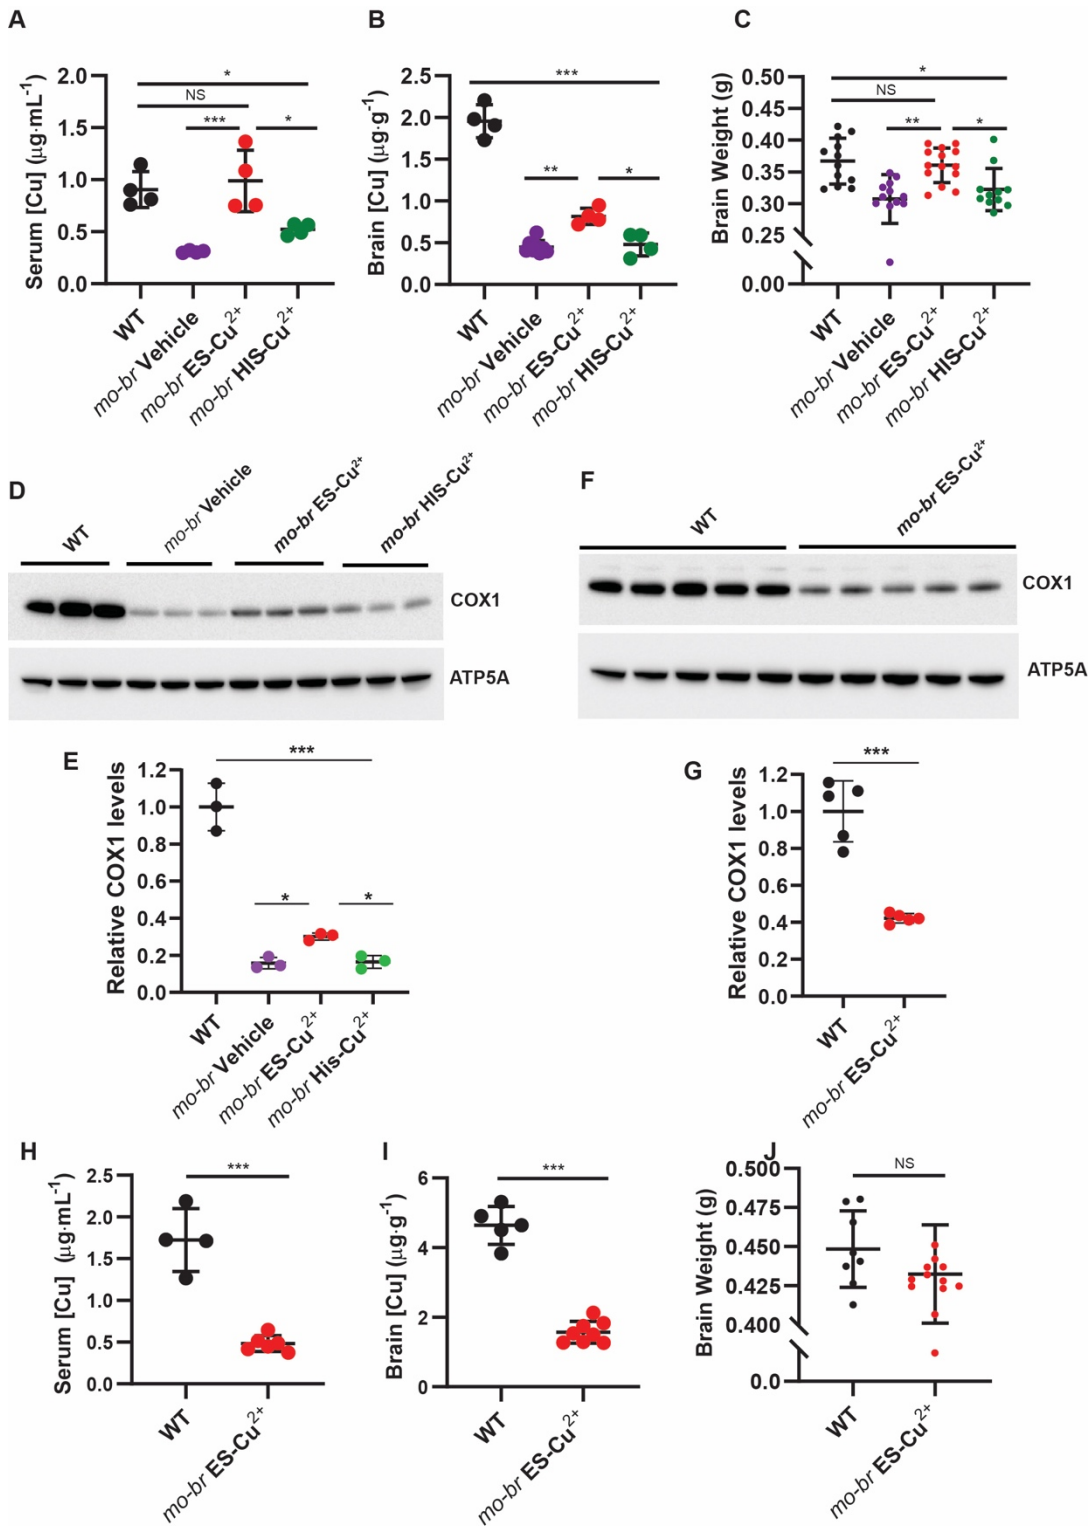 A
Serum [Cu] (μg·mL⁻¹)
2.0
1.5
1.0
0.5
0.0
*
NS
***
*
WT
mo-br Vehicle
mo-br ES-Cu²⁺
mo-br HIS-Cu²⁺
B
Brain [Cu] (μg·g⁻¹)
2.5
2.0
1.5
1.0
0.5
0.0
***
**
*
WT
mo-br Vehicle
mo-br ES-Cu²⁺
mo-br HIS-Cu²⁺
C
Brain Weight (g)
0.50
0.45
0.40
0.35
0.30
0.25
0.00
*
NS
**
*
WT
mo-br Vehicle
mo-br ES-Cu²⁺
mo-br HIS-Cu²⁺
D
WT
mo-br Vehicle
mo-br ES-Cu²⁺
mo-br HIS-Cu²⁺
COX1
ATP5A
F
WT
mo-br ES-Cu²⁺
COX1
ATP5A
E
Relative COX1 levels
1.2
1.0
0.8
0.6
0.4
0.2
0.0
***
*
*
WT
mo-br Vehicle
mo-br ES-Cu²⁺
mo-br His-Cu²⁺
G
Relative COX1 levels
1.2
1.0
0.8
0.6
0.4
0.2
0.0
***
WT
mo-br ES-Cu²⁺
H
Serum [Cu] (μg·mL⁻¹)
2.5
2.0
1.5
1.0
0.5
0.0
***
WT
mo-br ES-Cu²⁺
I
Brain [Cu] (μg·g⁻¹)
6
4
2
0
***
WT
mo-br ES-Cu²⁺
J
Brain Weight (g)
0.500
0.475
0.450
0.425
0.400
0.0
NS
WT
mo-br ES-Cu²⁺